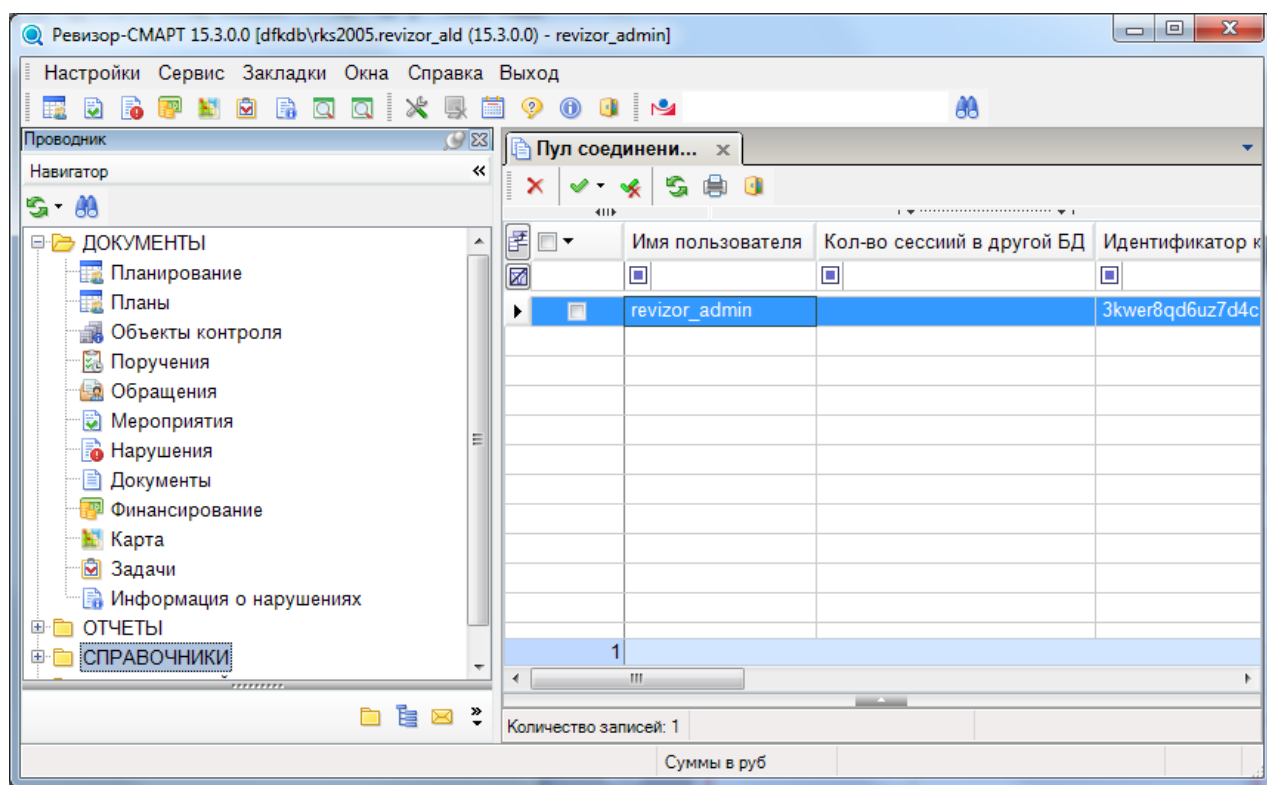 Ревизор-СМАРТ 15.3.0.0 [dfkdb\rks2005.revizor_ald (15.3.0.0) - revizor_admin]
Настройки Сервис Закладки Окна Справка Выход
Проводник
Навигатор
ДОКУМЕНТЫ
Планирование
Планы
Объекты контроля
Поручения
Обращения
Мероприятия
Нарушения
Документы
Финансирование
Карта
Задачи
Информация о нарушениях
ОТЧЕТЫ
СПРАВОЧНИКИ
Пул соединени...
Имя пользователя Кол-во сессиий в другой БД Идентификатор к
revizor_admin 3kwer8qd6uz7d4c
1
Количество записей: 1
Суммы в руб